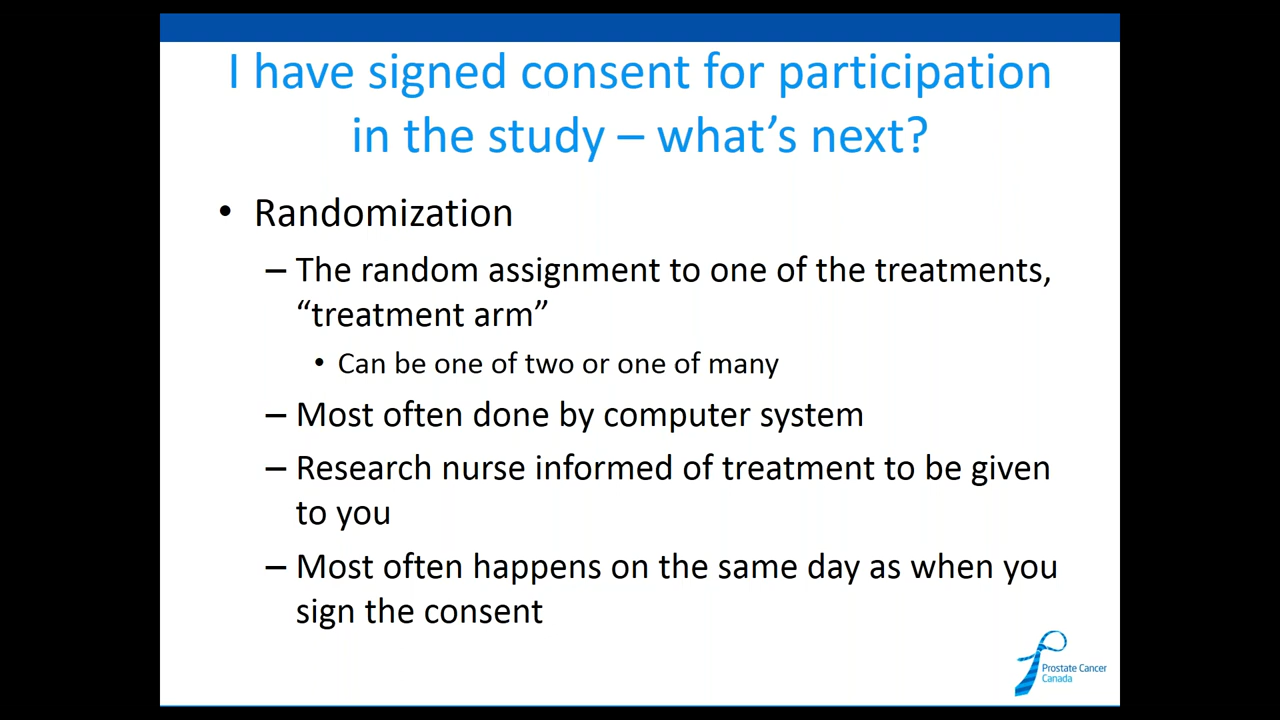 I have signed consent for participation
in the study – what's next?
• Randomization
– The random assignment to one of the treatments,
“treatment arm”
• Can be one of two or one of many
– Most often done by computer system
– Research nurse informed of treatment to be given
to you
– Most often happens on the same day as when you
sign the consent
Prostate Cancer
Canada